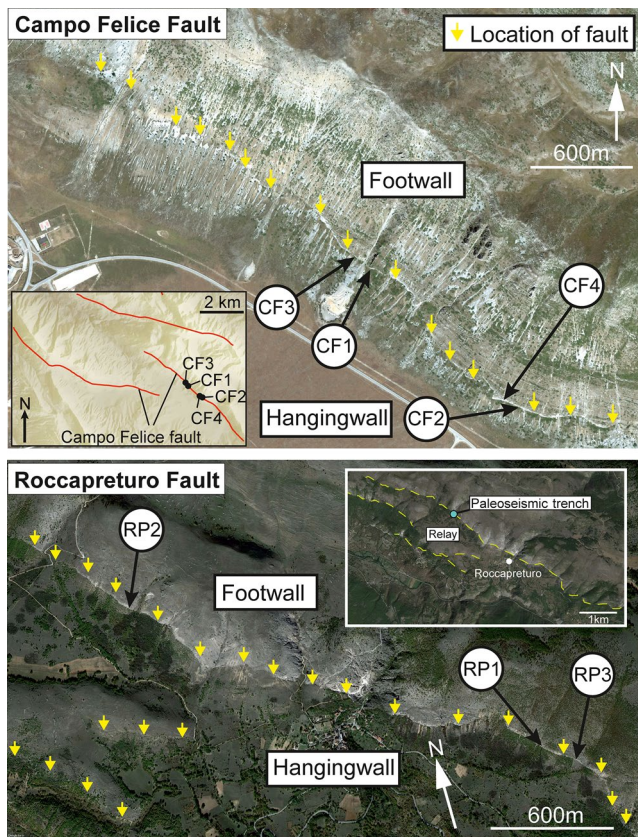 Campo Felice Fault
Location of fault
N
600m
Footwall
CF3
CF1
CF4
CF2
Hangingwall
2 km
CF3
CF1
CF2
CF4
N
Campo Felice fault
Roccapreturo Fault
RP2
Footwall
Paleoseismic trench
Relay
Roccapreturo
1km
RP1
RP3
Hangingwall
N
600m